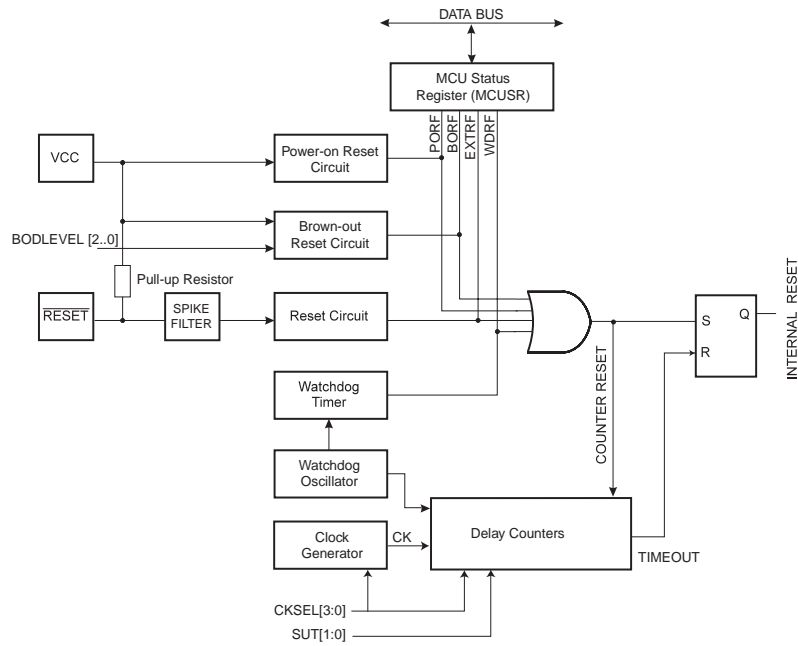 DATA BUS
MCU Status
Register (MCUSR)
PORF
BORF
EXTRF
WDRF
VCC
Power-on Reset
Circuit
Brown-out
Reset Circuit
BODLEVEL [2..0]
Pull-up Resistor
RESET
SPIKE
FILTER
Reset Circuit
S
Q
R
INTERNAL RESET
COUNTER RESET
Watchdog
Timer
Watchdog
Oscillator
Clock
Generator
CK
Delay Counters
TIMEOUT
CKSEL[3:0]
SUT[1:0]